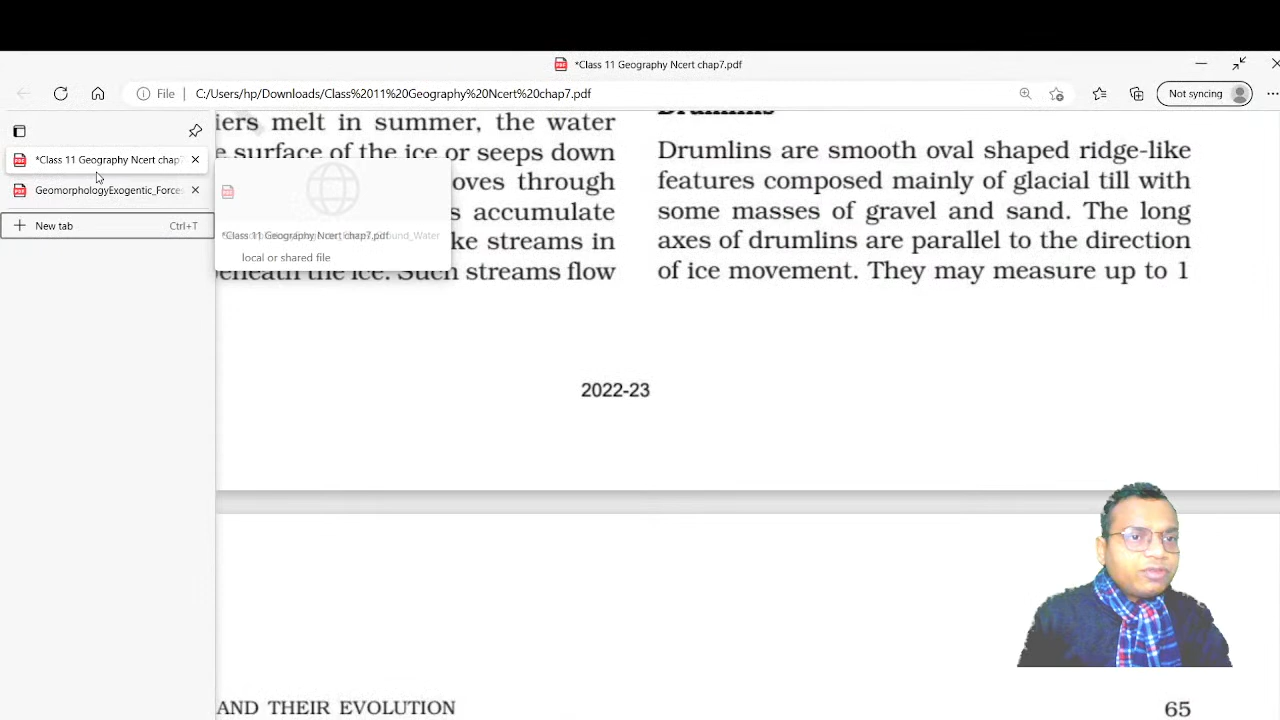 *Class 11 Geography Ncert chap7.pdf
File
C:/Users/hp/Downloads/Class%2011%20Geography%20Ncert%20chap7.pdf
Not syncing
*Class 11 Geography Ncert chap7
GeomorphologyExogentic_Forces
New tab Ctrl+T
*Class 11 Geography Ncert chap7.pdf
local or shared file
iers melt in summer, the water
e surface of the ice or seeps down
oves through
s accumulate
ke streams in
beneath the ice. Such streams flow
Drumlins
Drumlins are smooth oval shaped ridge-like
features composed mainly of glacial till with
some masses of gravel and sand. The long
axes of drumlins are parallel to the direction
of ice movement. They may measure up to 1
2022-23
AND THEIR EVOLUTION
65